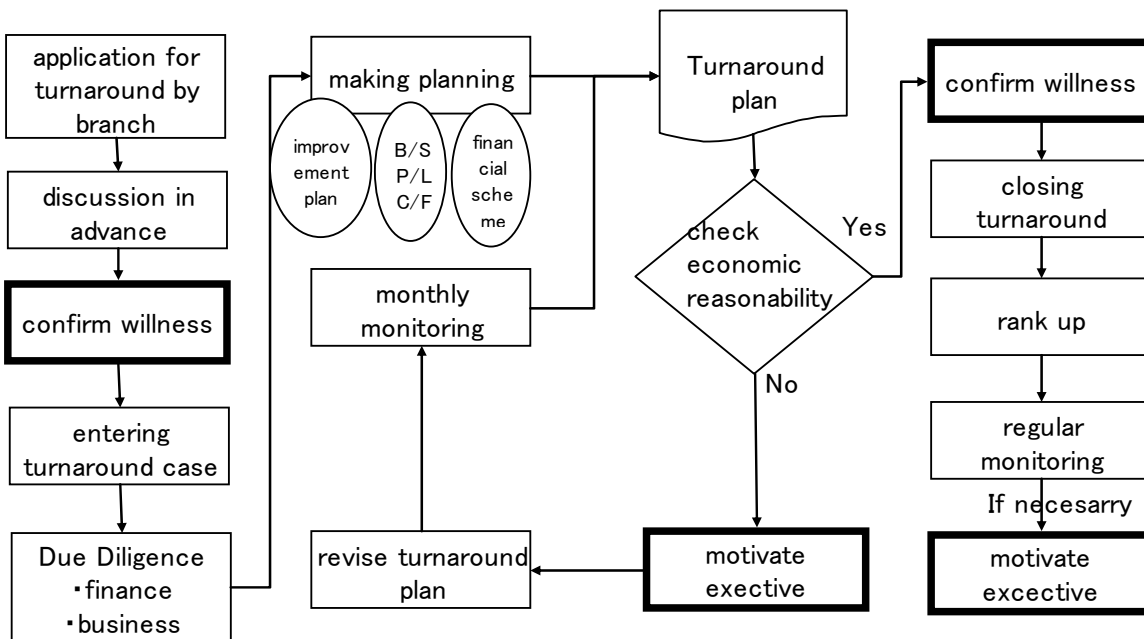 application for
turnaround by
branch
discussion in
advance
confirm willness
entering
turnaround case
Due Diligence
・finance
・business
making planning
improv
ement
plan
B/S
P/L
C/F
finan
cial
sche
me
monthly
monitoring
revise turnaround
plan
Turnaround
plan
check
economic
reasonability
Yes
No
motivate
exective
confirm willness
closing
turnaround
rank up
regular
monitoring
If necesarry
motivate
excective